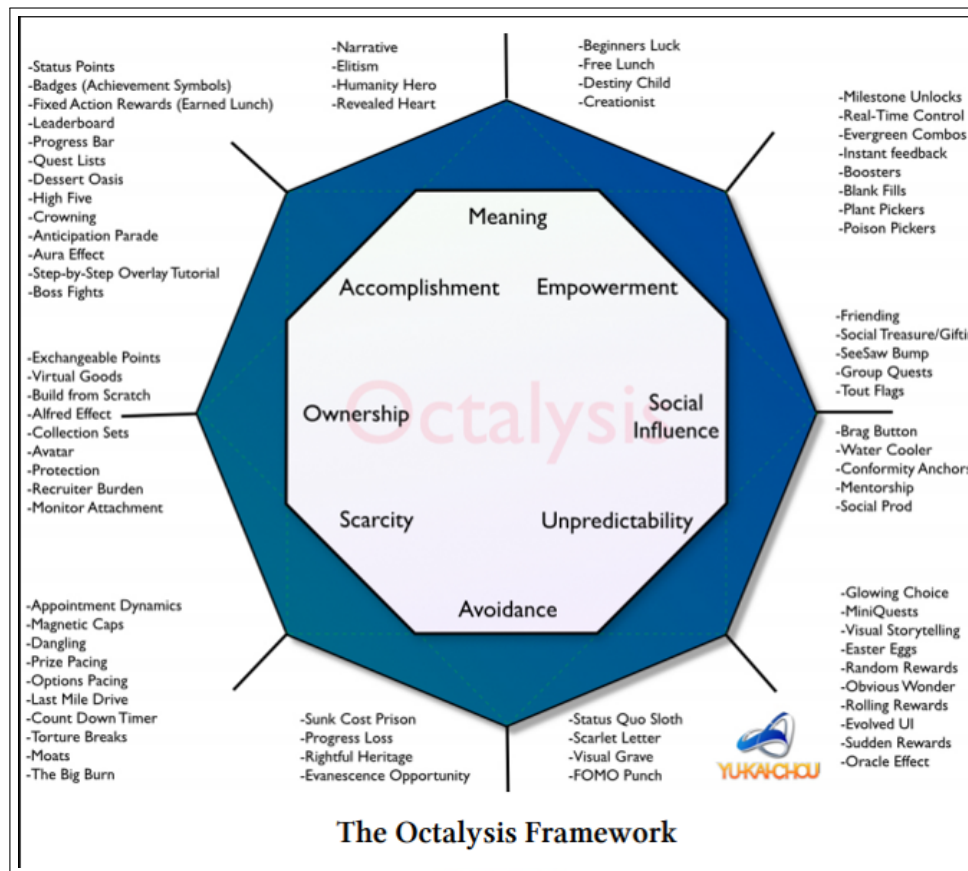 -Narrative
-Elitism
-Humanity Hero
-Revealed Heart
-Beginners Luck
-Free Lunch
-Destiny Child
-Creationist
-Status Points
-Badges (Achievement Symbols)
-Fixed Action Rewards (Earned Lunch)
-Leaderboard
-Progress Bar
-Quest Lists
-Dessert Oasis
-High Five
-Crowning
-Anticipation Parade
-Aura Effect
-Step-by-Step Overlay Tutorial
-Boss Fights
-Milestone Unlocks
-Real-Time Control
-Evergreen Combos
-Instant feedback
-Boosters
-Blank Fills
-Plant Pickers
-Poison Pickers
Meaning
Accomplishment
Empowerment
Ownership
Octalysis
Social
Influence
Scarcity
Unpredictability
Avoidance
-Exchangeable Points
-Virtual Goods
-Build from Scratch
-Alfred Effect
-Collection Sets
-Avatar
-Protection
-Recruiter Burden
-Monitor Attachment
-Friending
-Social Treasure/Giftin
-SeeSaw Bump
-Group Quests
-Tout Flags
-Brag Button
-Water Cooler
-Conformity Anchors
-Mentorship
-Social Prod
-Appointment Dynamics
-Magnetic Caps
-Dangling
-Prize Pacing
-Options Pacing
-Last Mile Drive
-Count Down Timer
-Torture Breaks
-Moats
-The Big Burn
-Sunk Cost Prison
-Progress Loss
-Rightful Heritage
-Evanescence Opportunity
-Status Quo Sloth
-Scarlet Letter
-Visual Grave
-FOMO Punch
YU-KAI-CHOU
-Glowing Choice
-MiniQuests
-Visual Storytelling
-Easter Eggs
-Random Rewards
-Obvious Wonder
-Rolling Rewards
-Evolved UI
-Sudden Rewards
-Oracle Effect
The Octalysis Framework